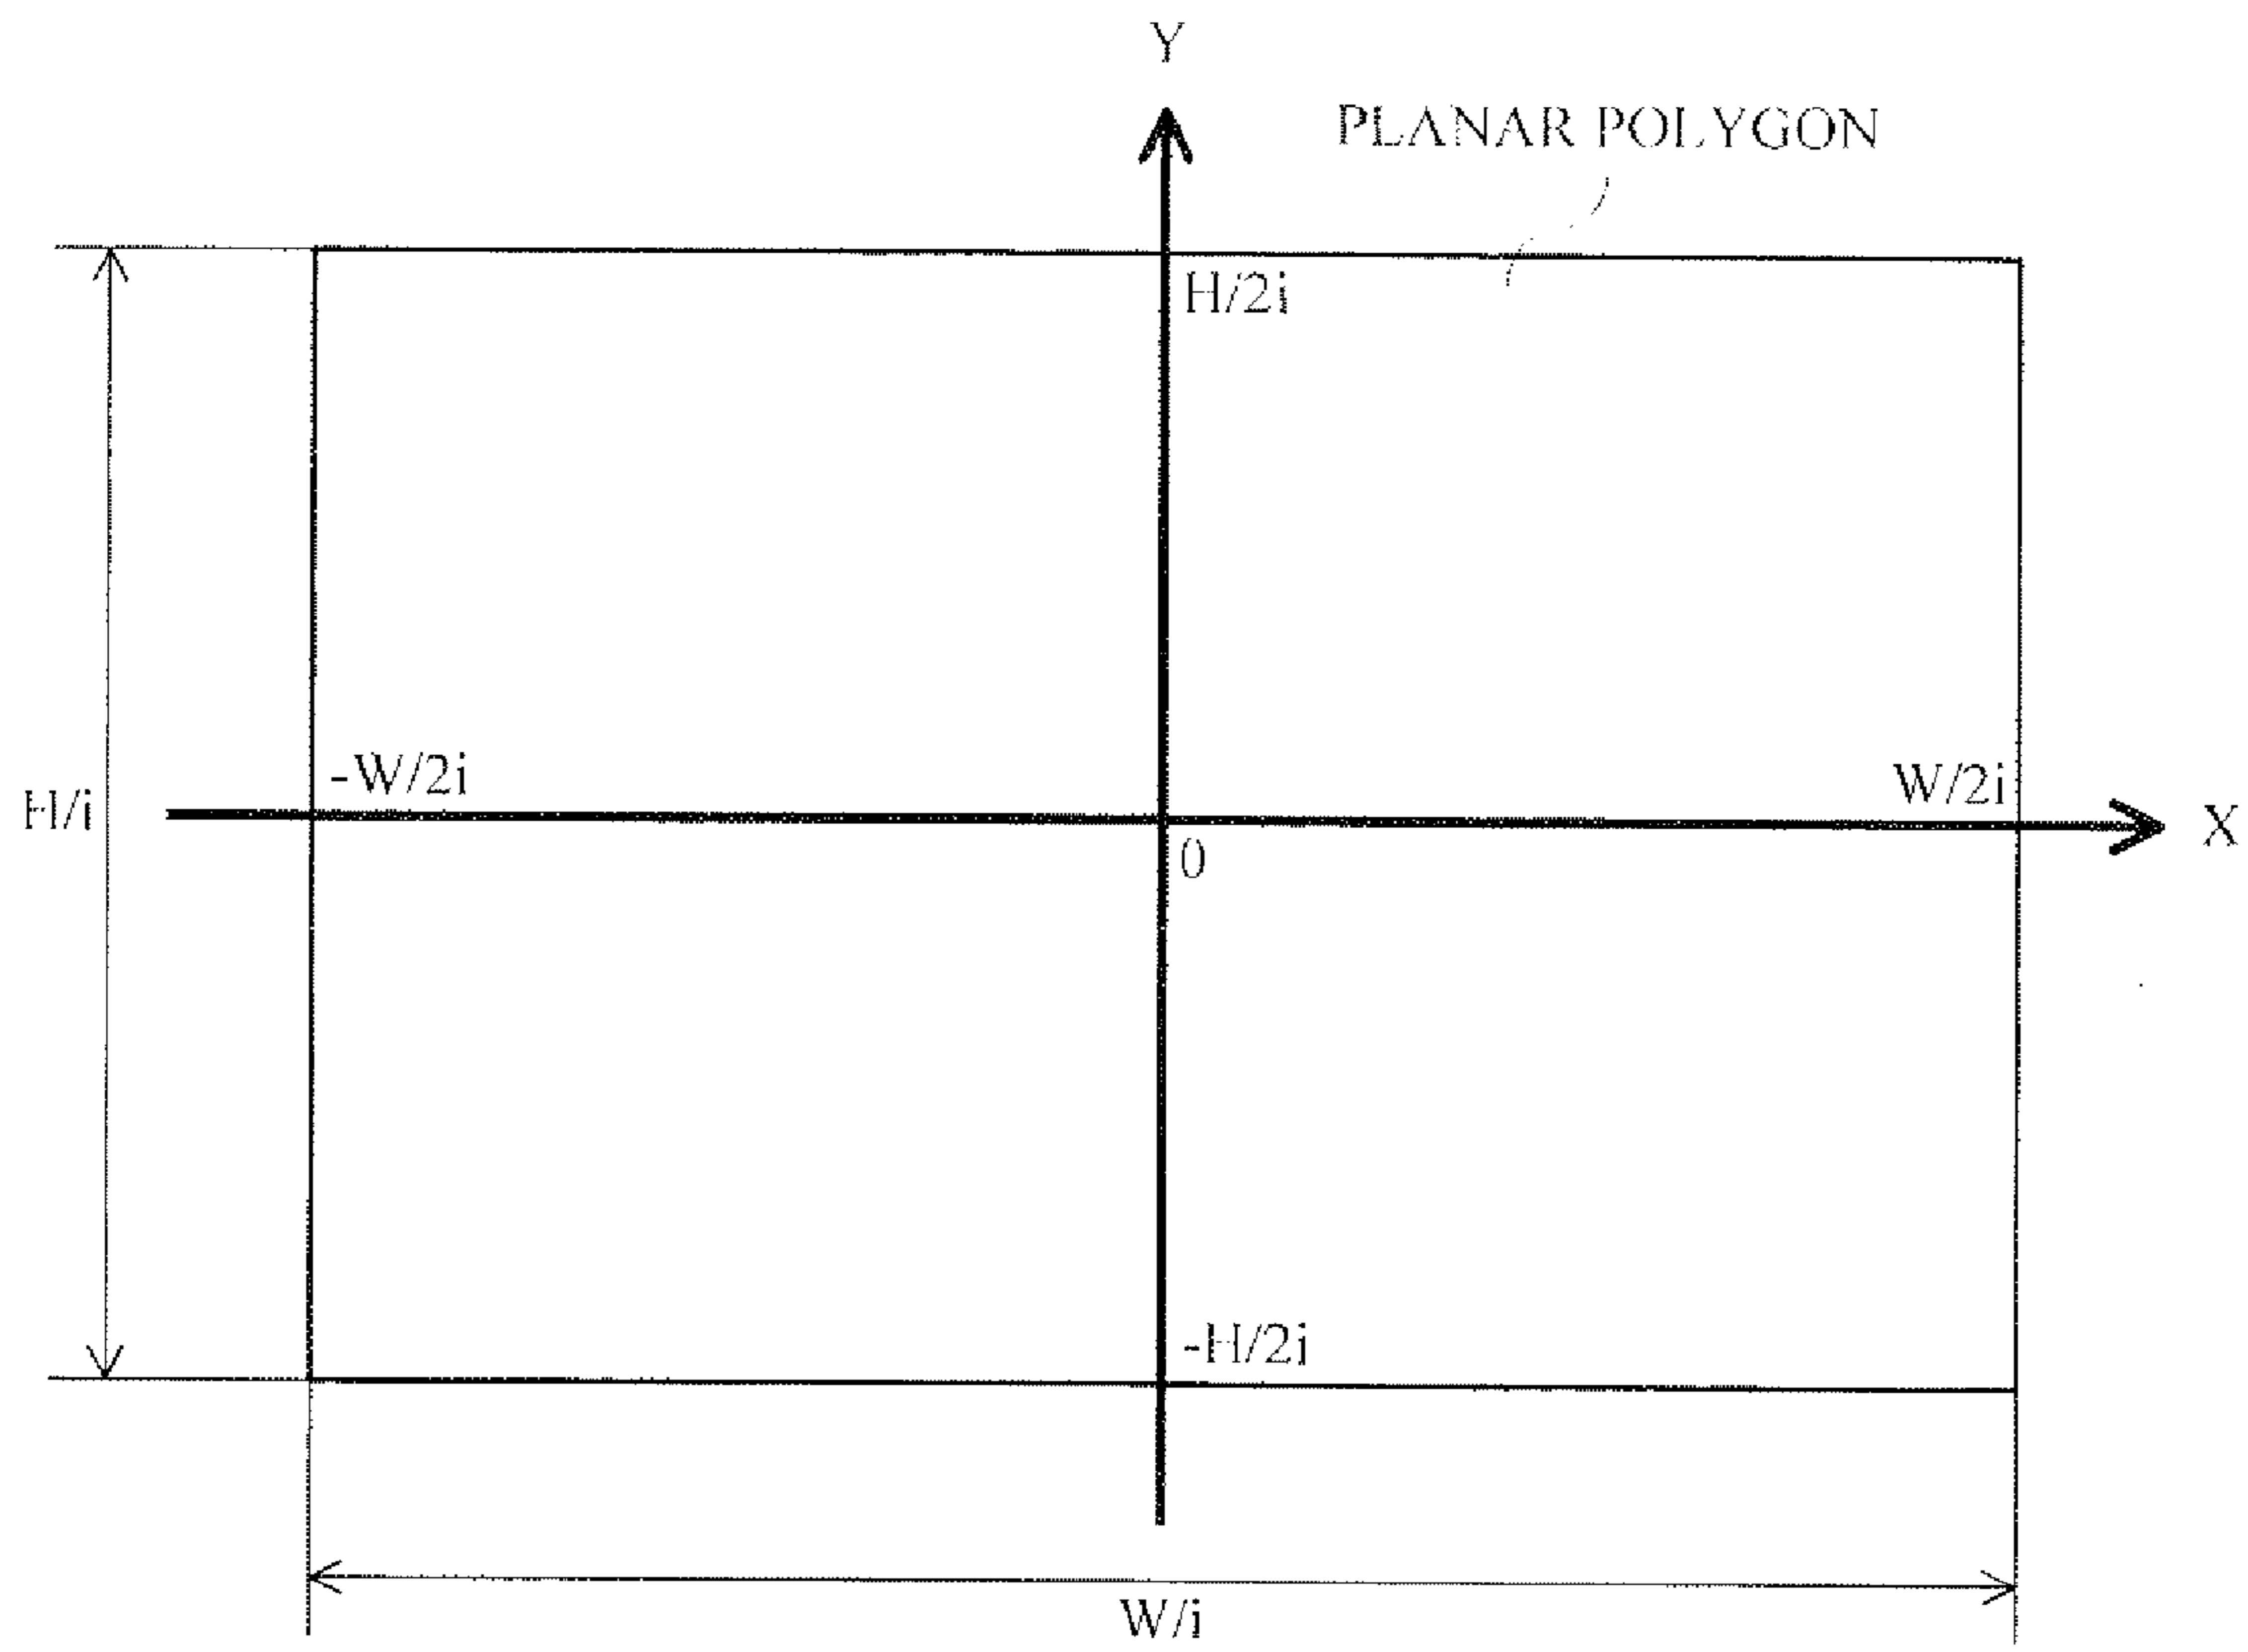 Y
PLANAR POLYGON
H/2i
-W/2i
W/2i
H/i
X
0
-H/2i
W/i